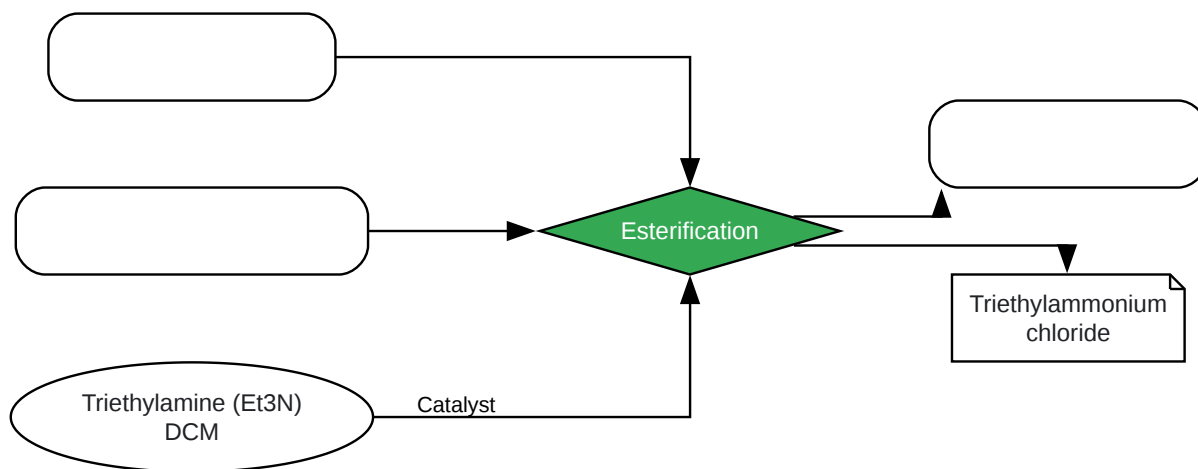 Esterification
Triethylammonium
chloride
Triethylamine (Et3N)
DCM
Catalyst